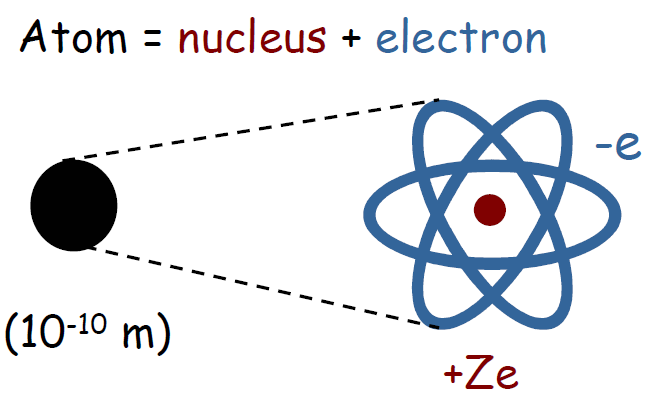 Atom = nucleus + electron
-e
(10⁻¹⁰ m)
+Ze